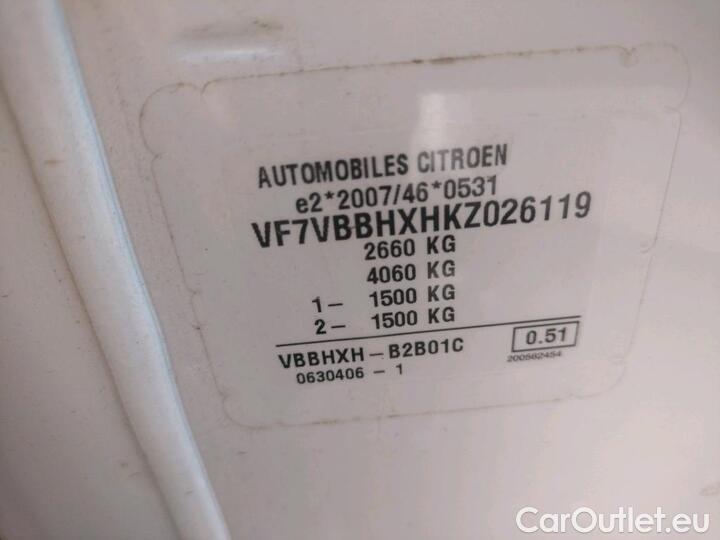 AUTOMOBILES CITROEN
e2*2007/46*0531
VF7VBBHXHKZ026119
2660 KG
4060 KG
1- 1500 KG
2- 1500 KG
VBBHXH-B2B01C
0.51
0630406-1
200562454
CarOutlet.eu